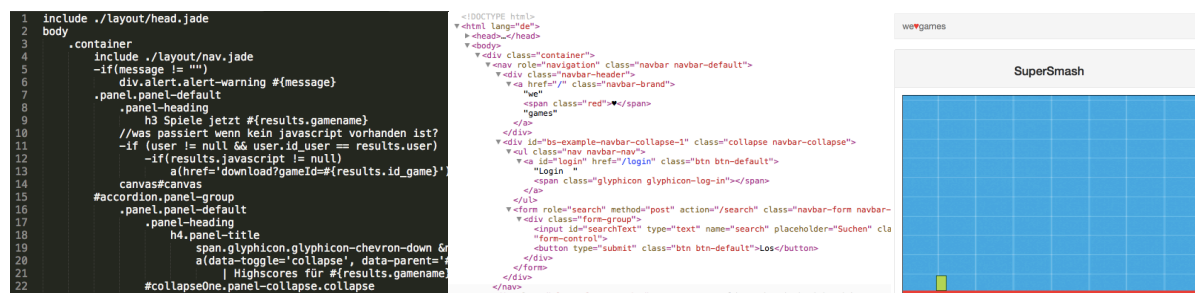 1 include ./layout/head.jade
2 body
3 .container
4 include ./layout/nav.jade
5 -if(message != "")
6 div.alert.alert-warning #{message}
7 .panel.panel-default
8 .panel-heading
9 h3 Spiele jetzt #{results.gamename}
10 //was passiert wenn kein javascript vorhanden ist?
11 -if (user != null && user.id_user == results.user)
12 -if(results.javascript != null)
13 a(href='download?gameId=#{results.id_game}')
14 canvas#canvas
15 #accordion.panel-group
16 .panel.panel-default
17 .panel-heading
18 h4.panel-title
19 span.glyphicon.glyphicon-chevron-down &n
20 a(data-toggle='collapse', data-parent='#
21 | Highscores für #{results.gamename}
22 #collapseOne.panel-collapse.collapse
<!DOCTYPE html>
▼<html lang="de">
▶<head>…</head>
▼<body>
▼<div class="container">
▼<nav role="navigation" class="navbar navbar-default">
▼<div class="navbar-header">
▼<a href="/" class="navbar-brand">
"we"
<span class="red">♥</span>
"games"
</a>
</div>
▼<div id="bs-example-navbar-collapse-1" class="collapse navbar-collapse">
▼<ul class="nav navbar-nav">
▼<a id="login" href="/login" class="btn btn-default">
"Login  "
<span class="glyphicon glyphicon-log-in"></span>
</a>
</ul>
▼<form role="search" method="post" action="/search" class="navbar-form navbar-
▼<div class="form-group">
<input id="searchText" type="text" name="search" placeholder="Suchen" cla
"form-control">
<button type="submit" class="btn btn-default">Los</button>
</div>
</form>
</div>
</nav>
we♥games
SuperSmash